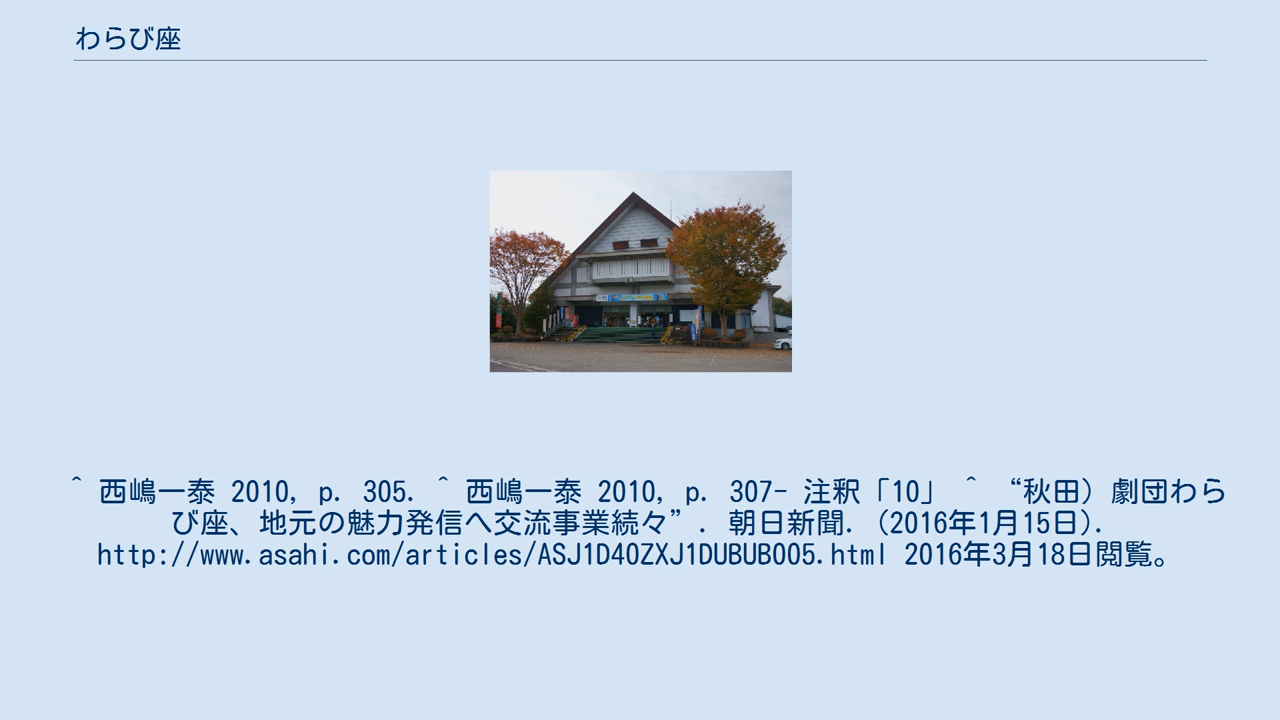 わらび座
^ 西嶋一泰 2010, p. 305. ^ 西嶋一泰 2010, p. 307- 注釈「10」 ^ “秋田）劇団わら
び座、地元の魅力発信へ交流事業続々”. 朝日新聞. (2016年1月15日).
http://www.asahi.com/articles/ASJ1D40ZXJ1DUBUB005.html 2016年3月18日閲覧。